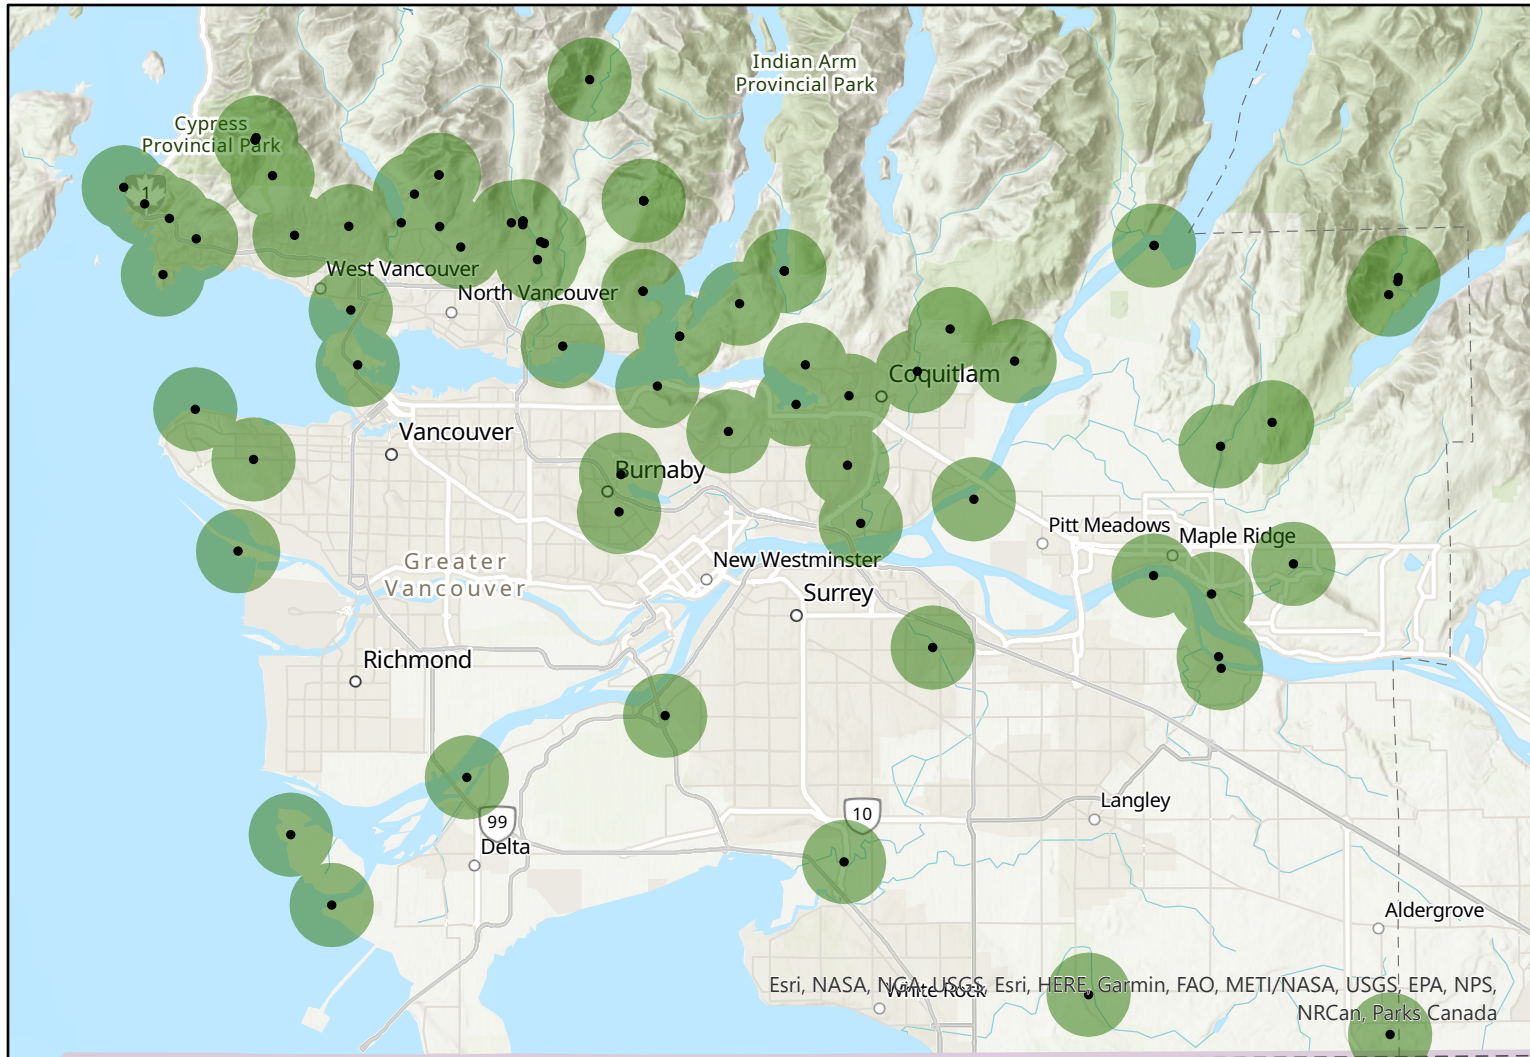 Indian Arm
Provincial Park
Cypress
Provincial Park
1
West Vancouver
North Vancouver
Coquitlam
Vancouver
Burnaby
Pitt Meadows
Maple Ridge
Greater
Vancouver
New Westminster
Surrey
Richmond
Langley
10
99
Delta
Aldergrove
White Rock
Esri, NASA, NGA, USGS, Esri, HERE, Garmin, FAO, METI/NASA, USGS, EPA, NPS,
NRCan, Parks Canada